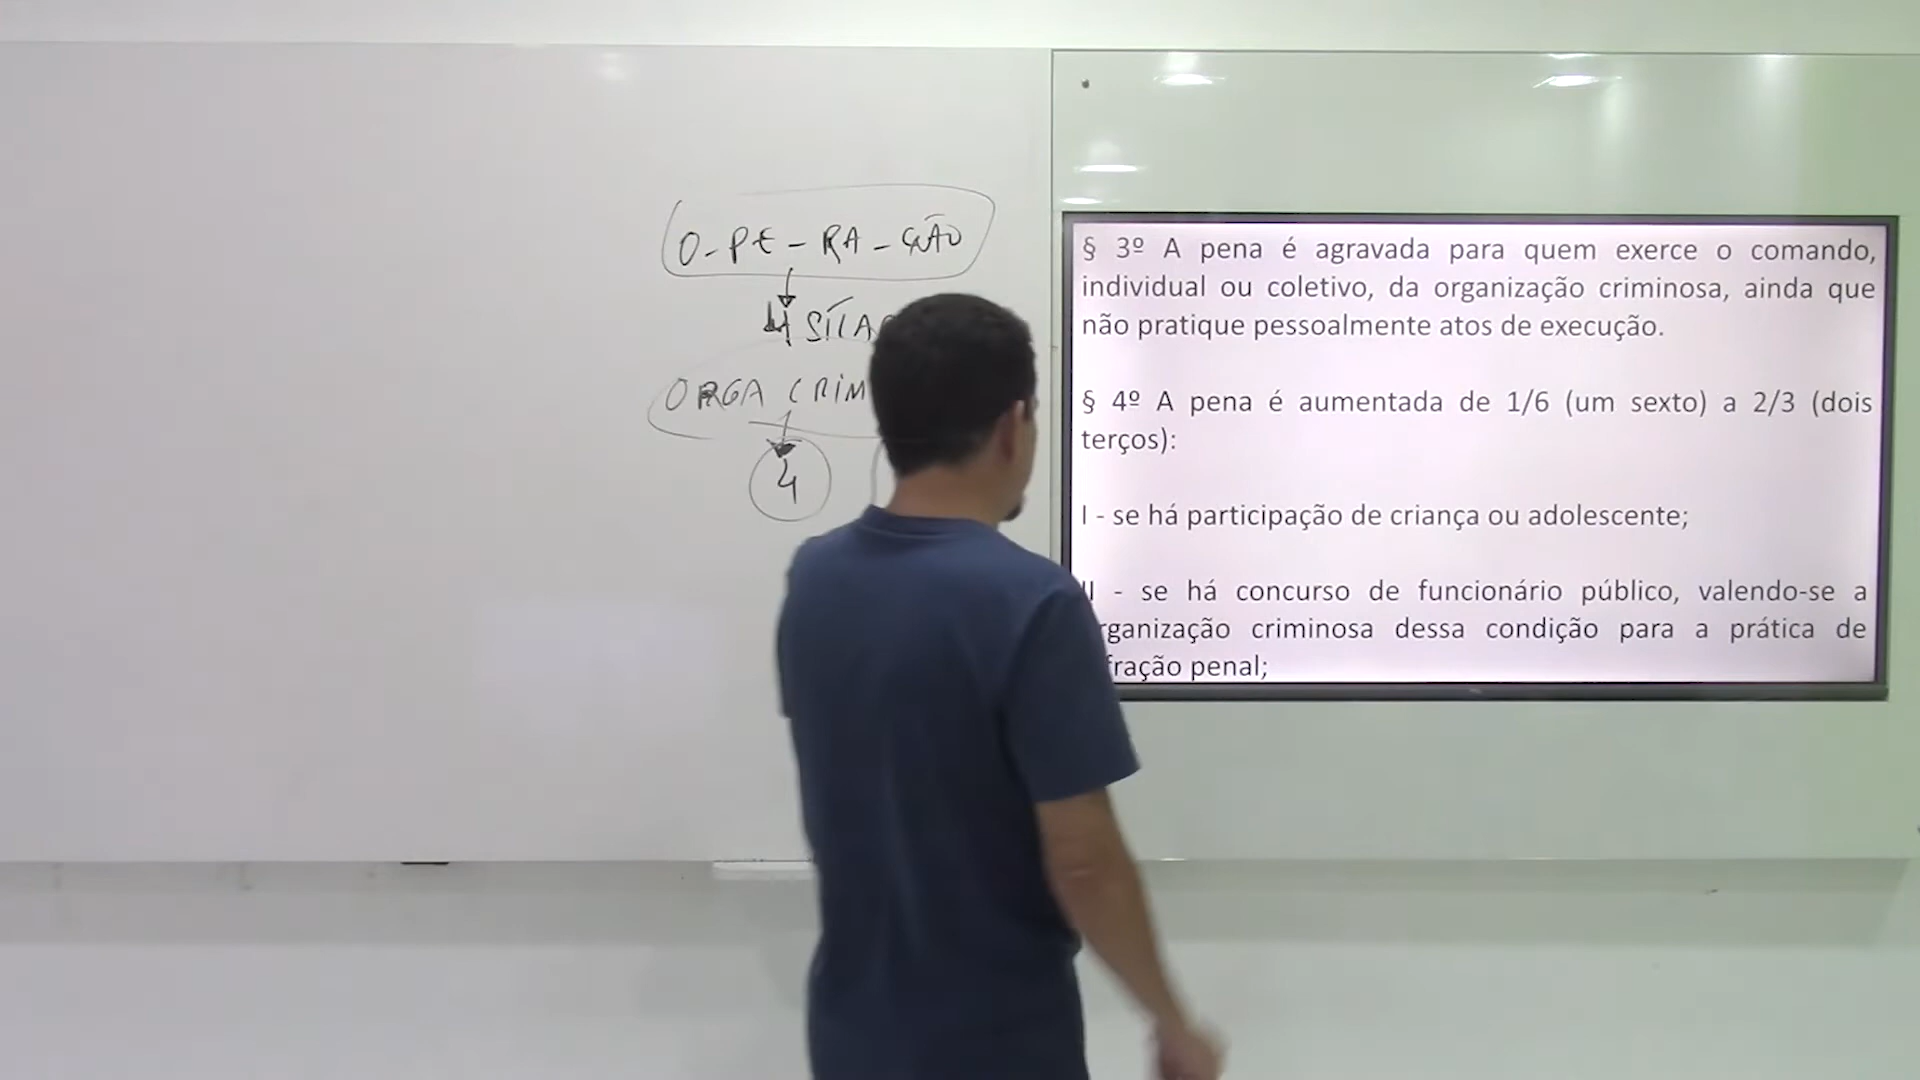 O-PE-RA-ÇÃO
ORGA CRIM
4
§ 3º A pena é agravada para quem exerce o comando,
individual ou coletivo, da organização criminosa, ainda que
não pratique pessoalmente atos de execução.
§ 4º A pena é aumentada de 1/6 (um sexto) a 2/3 (dois
terços):
I - se há participação de criança ou adolescente;
II - se há concurso de funcionário público, valendo-se a
rganização criminosa dessa condição para a prática de
fração penal;